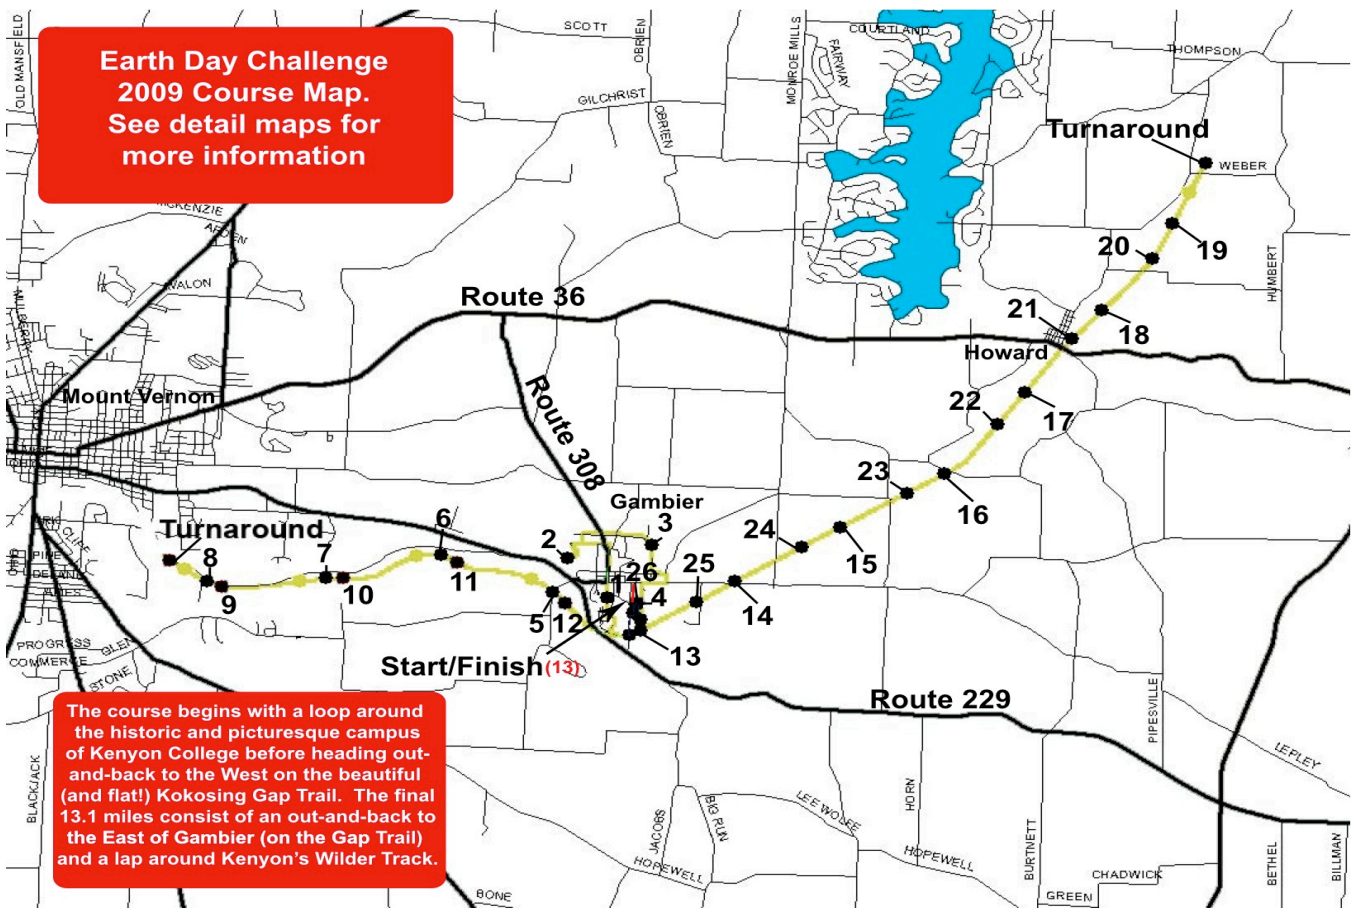 Earth Day Challenge
2009 Course Map.
See detail maps for
more information
SCOTT
OBRIEN
OLD MANSFIELD
GILCHRIST
OBRIEN
MONROE MILLS
FAIRWAY
COURTLAND
THOMPSON
Turnaround
WEBER
MCKENZIE
ARDEN
AVALON
MULBERRY
20
19
HUMBERT
Route 36
21
18
Howard
Mount Vernon
22
17
Route 308
23
16
Gambier
24
15
Turnaround
6
2
3
8
7
26
25
9
10
11
1
4
14
5
12
13
PINE
AMES
PROGRESS
GLEN
COMMERCE
STONE
Start/Finish(13)
Route 229
PIPESVILLE
LEPLEY
The course begins with a loop around
the historic and picturesque campus
of Kenyon College before heading out-
and-back to the West on the beautiful
(and flat!) Kokosing Gap Trail. The final
13.1 miles consist of an out-and-back to
the East of Gambier (on the Gap Trail)
and a lap around Kenyon's Wilder Track.
BLACKJACK
JACOBS
BIG RUN
LEE WOLFE
HORN
BURTNETT
HOPEWELL
HOPEWELL
CHADWICK
BETHEL
BILLMAN
BONE
GREEN